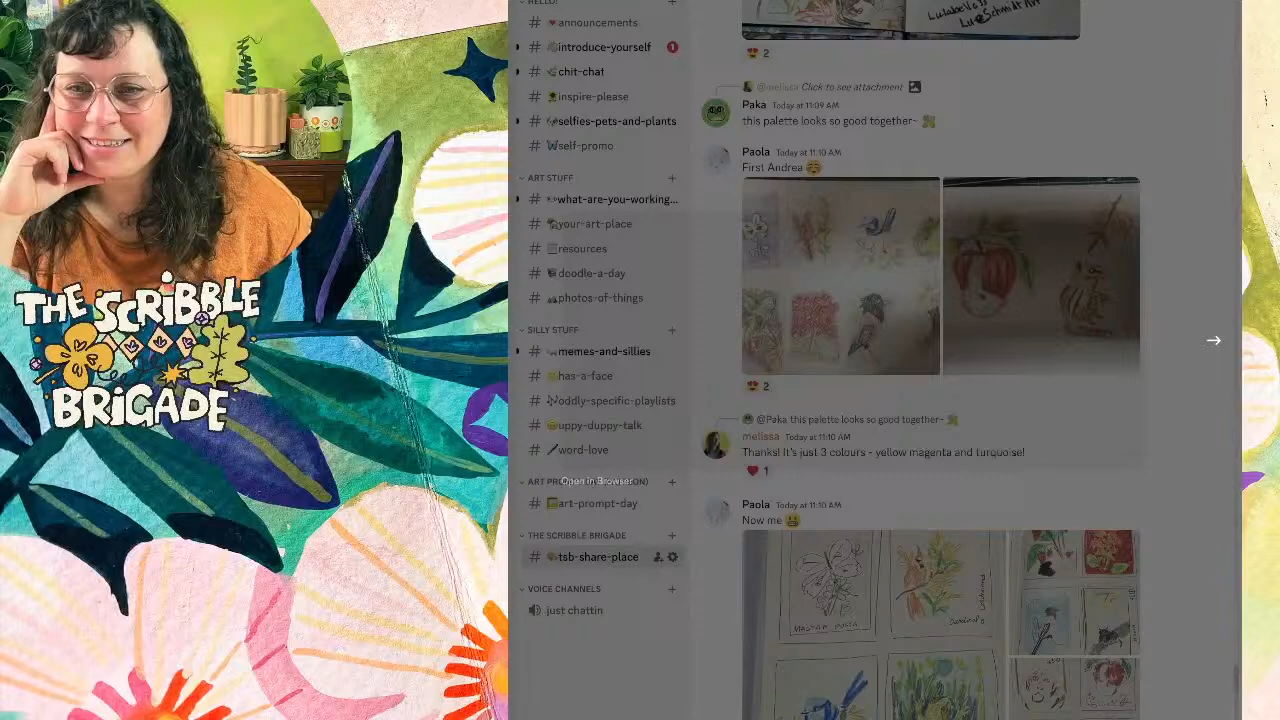 THE SCRIBBLE
BRIGADE
HELLO!
announcements
introduce-yourself
1
chit-chat
inspire-please
selfies-pets-and-plants
self-promo
ART STUFF
what-are-you-working...
your-art-place
resources
doodle-a-day
photos-of-things
SILLY STUFF
memes-and-sillies
has-a-face
oddly-specific-playlists
uppy-duppy-talk
word-love
Open in Browser
art-prompt-day
THE SCRIBBLE BRIGADE
tsb-share-place
VOICE CHANNELS
just chattin
2
@melissa Click to see attachment
Paka Today at 11:09 AM
this palette looks so good together~
Paola Today at 11:10 AM
First Andrea
2
@Paka this palette looks so good together~
melissa Today at 11:10 AM
Thanks! It's just 3 colours - yellow magenta and turquoise!
1
Paola Today at 11:10 AM
Now me